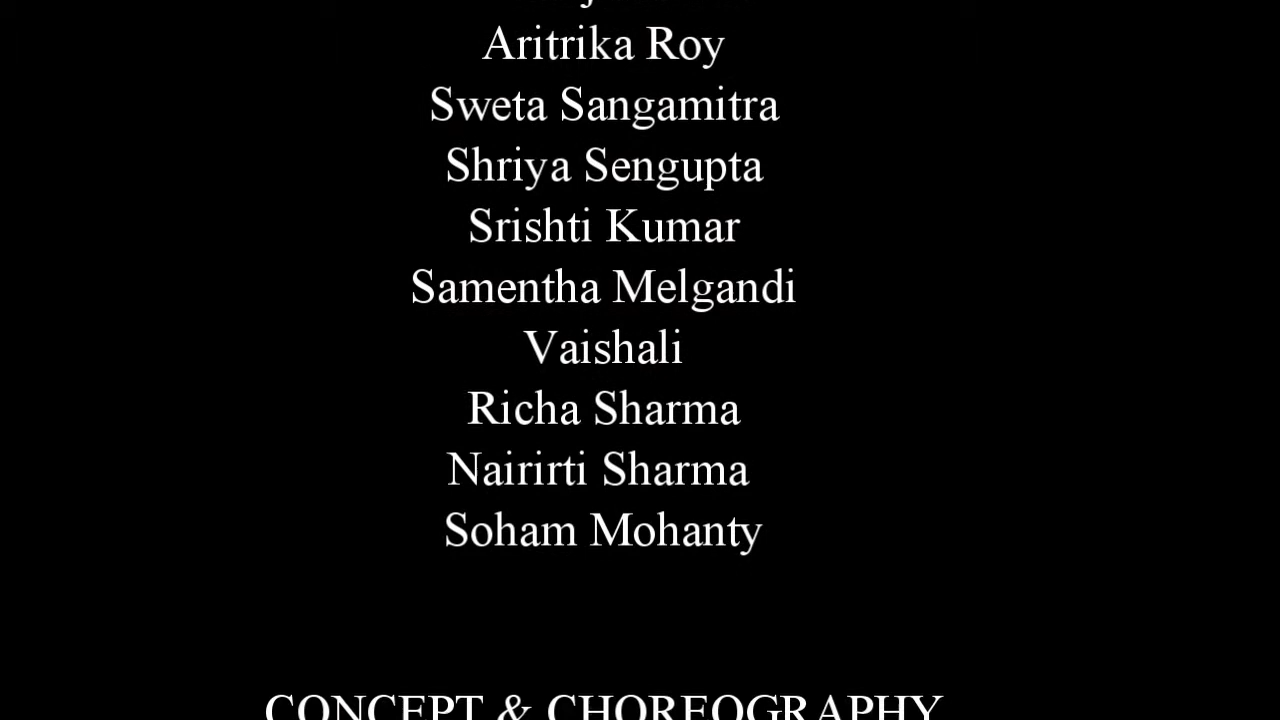 Aritrika Roy
Sweta Sangamitra
Shriya Sengupta
Srishti Kumar
Samentha Melgandi
Vaishali
Richa Sharma
Nairirti Sharma
Soham Mohanty
CONCEPT & CHOREOGRAPHY